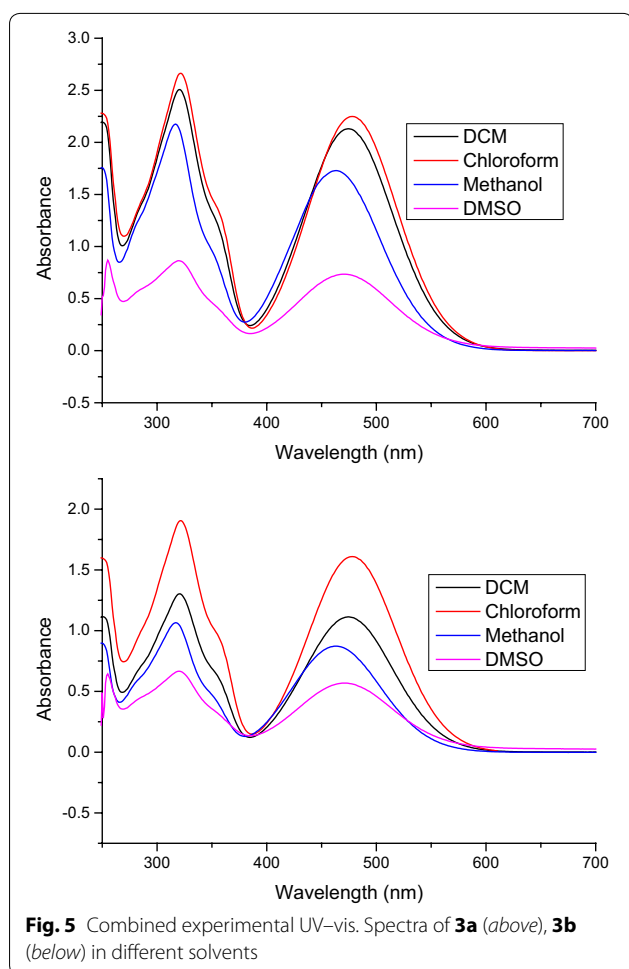 3.0
2.5
2.0
1.5
1.0
0.5
0.0
-0.5
Absorbance
DCM
Chloroform
Methanol
DMSO
300 400 500 600 700
Wavelength (nm)
2.0
1.5
1.0
0.5
0.0
-0.5
Absorbance
DCM
Chloroform
Methanol
DMSO
300 400 500 600 700
Wavelength (nm)
Fig. 5 Combined experimental UV–vis. Spectra of 3a (above), 3b
(below) in different solvents